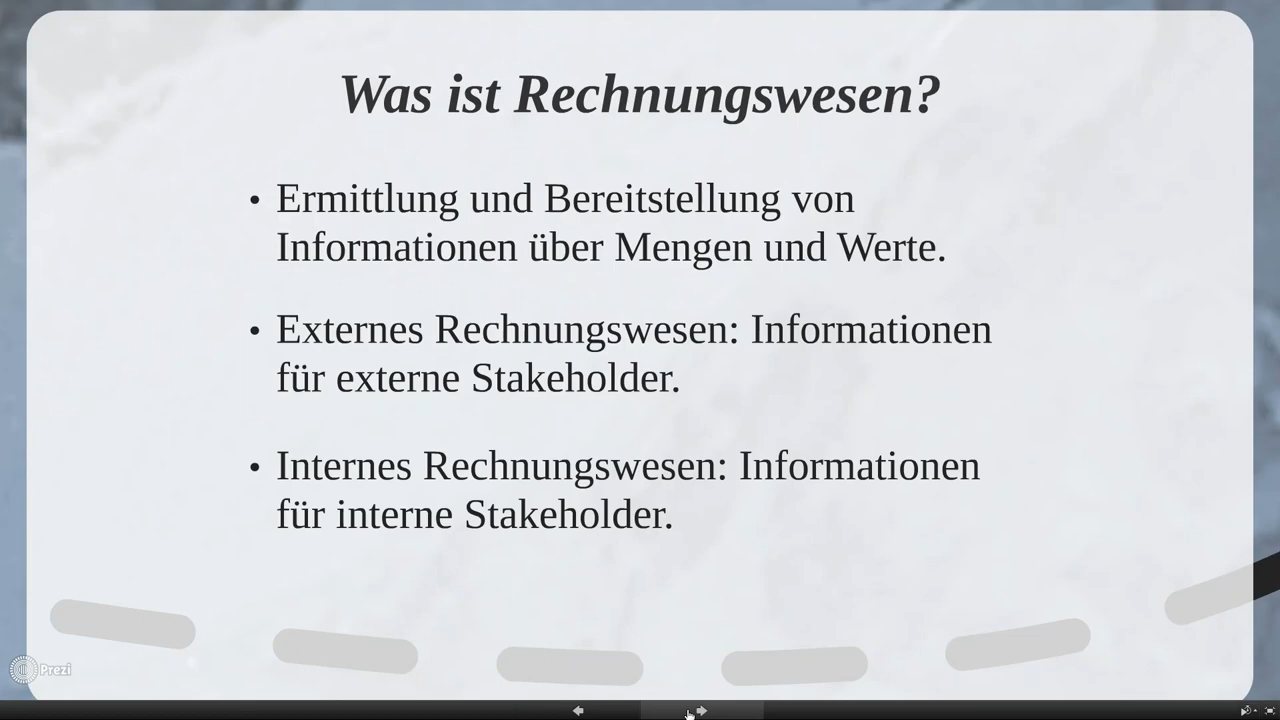 Was ist Rechnungswesen?
• Ermittlung und Bereitstellung von
Informationen über Mengen und Werte.
• Externes Rechnungswesen: Informationen
für externe Stakeholder.
• Internes Rechnungswesen: Informationen
für interne Stakeholder.
Prezi